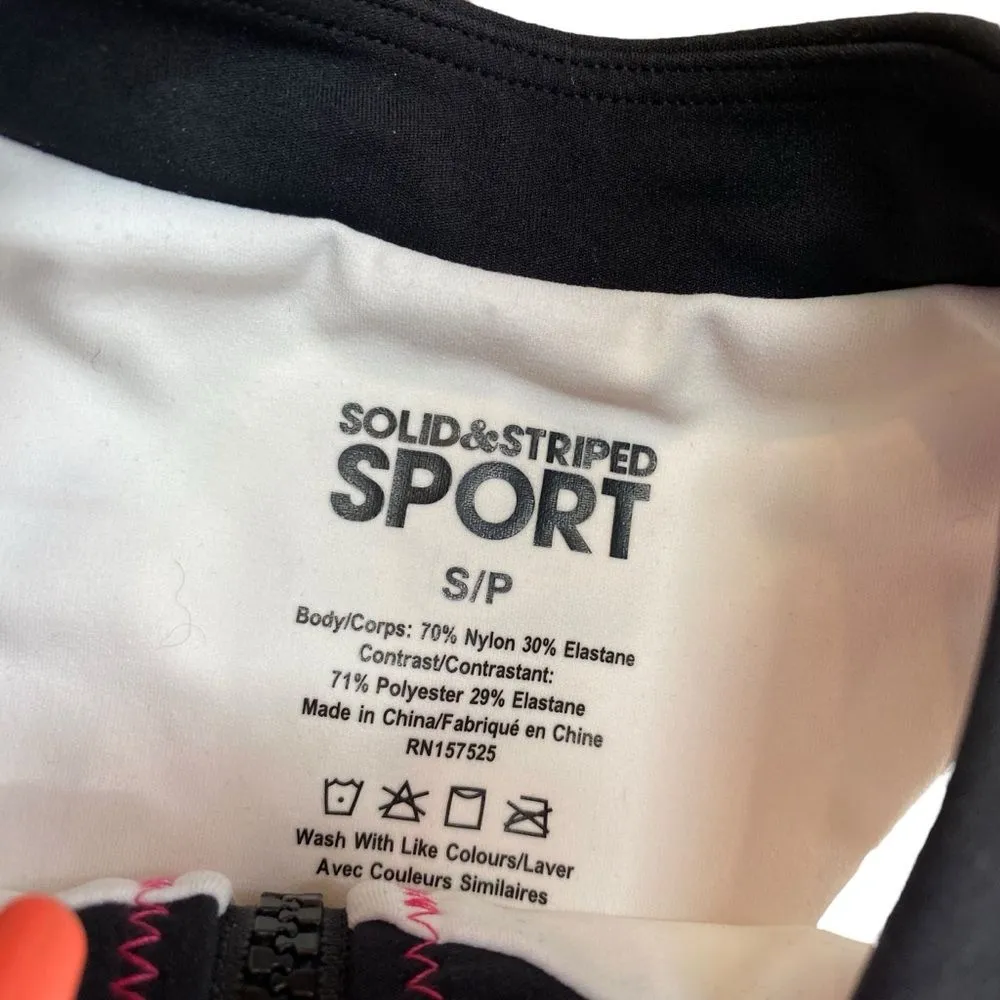 SOLID&STRIPED
SPORT
S/P
Body/Corps: 70% Nylon 30% Elastane
Contrast/Contrastant:
71% Polyester 29% Elastane
Made in China/Fabriqué en Chine
RN157525
Wash With Like Colours/Laver
Avec Couleurs Similaires